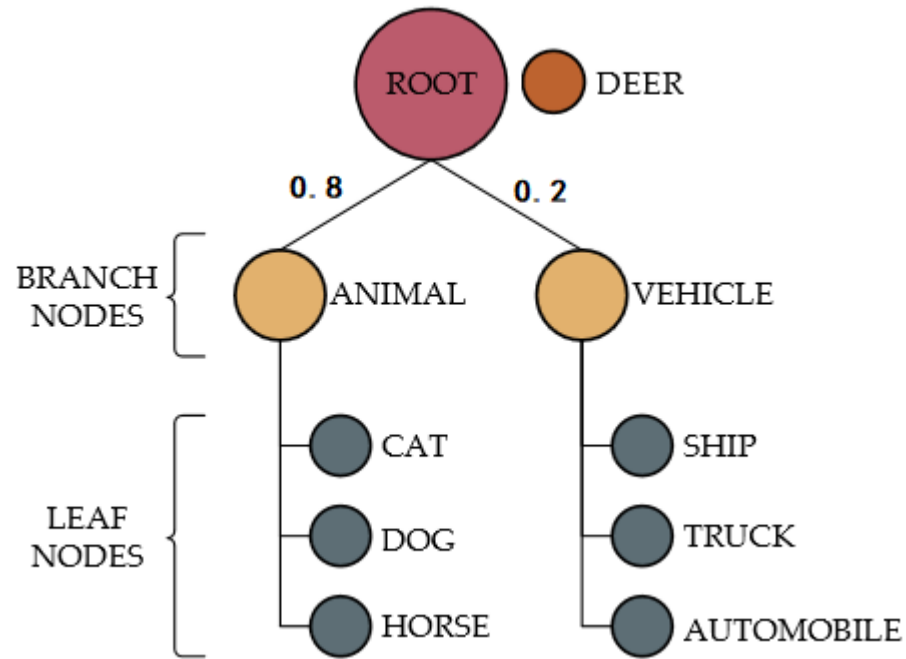 ROOT
DEER
0.8
0.2
BRANCH
NODES
ANIMAL
VEHICLE
CAT
SHIP
LEAF
NODES
DOG
TRUCK
HORSE
AUTOMOBILE